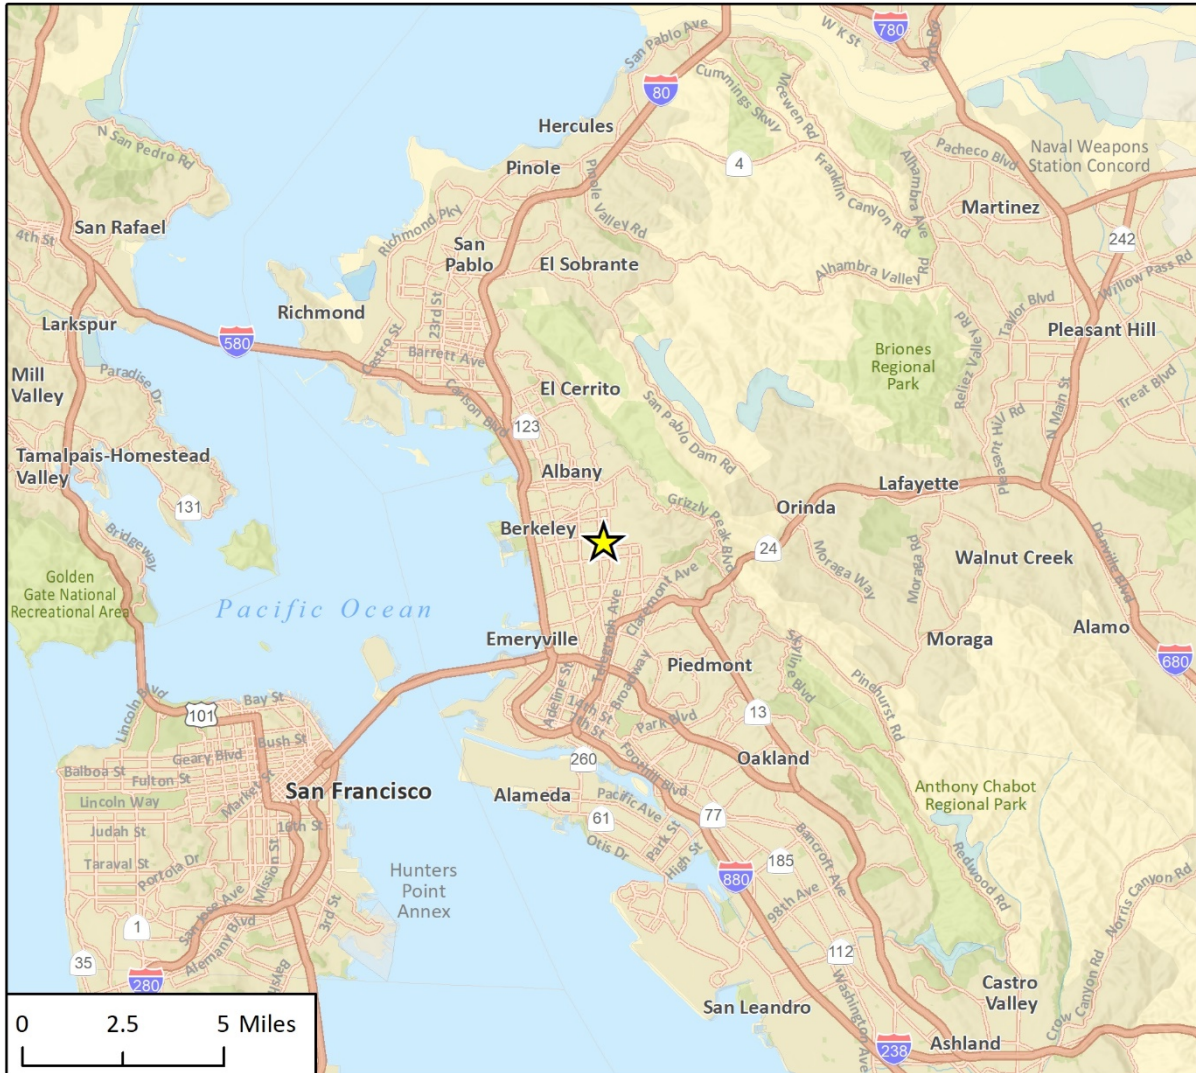 W K St
780
Park Rd
San Pablo Ave
80
Cummings Skwy
Mcewen Rd
Hercules
N San Pedro Rd
Pinole
4
Pacheco Blvd
Naval Weapons
Station Concord
Pinole Valley Rd
Franklin Canyon Rd
Alhambra Ave
Martinez
San Rafael
4th St
Richmond Pky
San
Pablo
El Sobrante
242
Willow Pass Rd
Alhambra Valley Rd
Richmond
23rd St
Larkspur
580
Castro St
Barrett Ave
Taylor Blvd
Pleasant Hill
Briones
Regional
Park
Reliez Valley Rd
Mill
Valley
Paradise Dr
El Cerrito
Carlson Blvd
San Pablo Dam Rd
Treat Blvd
N Main St
Pleasant Hill Rd
123
Tamalpais-Homestead
Valley
Albany
Lafayette
131
Grizzly Peak Blvd
Orinda
Bridgeway
Berkeley
24
Moraga Way
Moraga Rd
Walnut Creek
Danville Blvd
Golden
Gate National
Recreational Area
Pacific Ocean
Claremont Ave
Telegraph Ave
Emeryville
Broadway
Piedmont
Skyline Blvd
Moraga
Alamo
680
Lincoln Blvd
Bay St
101
Adeline St
14th St
7th St
Park Blvd
13
Pinehurst Rd
Bush St
Geary Blvd
Balboa St
Fulton St
Market St
San Francisco
260
Foothill Blvd
Oakland
Lincoln Way
Alameda
Pacific Ave
Anthony Chabot
Regional Park
Judah St
16th St
61
Park St
77
Otis Dr
High St
Taraval St
Portola Dr
Mission St
Hunters
Point
Annex
185
Bancroft Ave
880
98th Ave
Redwood Rd
Norris Canyon Rd
1
San Jose Ave
Alemany Blvd
3rd St
35
280
Baysh
112
Washington Ave
Castro
Valley
Crow Canyon Rd
San Leandro
238
Ashland
0 2.5 5 Miles